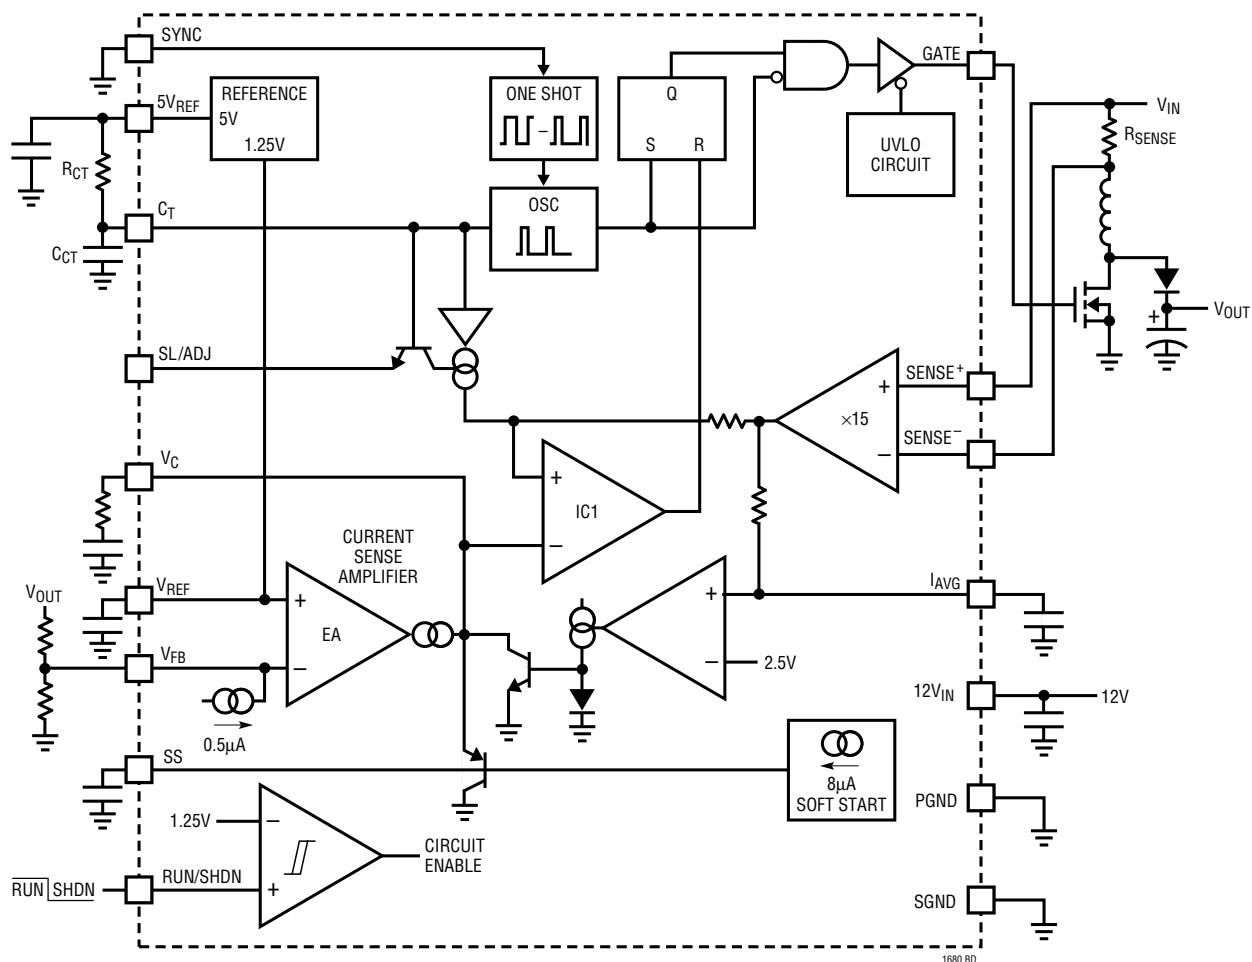 SYNC
GATE
5VREF
REFERENCE
5V
1.25V
ONE SHOT
–
Q
S R
UVLO
CIRCUIT
VIN
RSENSE
RCT
CT
OSC
CCT
+
VOUT
SL/ADJ
SENSE+
+
×15
SENSE–
–
VC
+
IC1
–
CURRENT
SENSE
AMPLIFIER
VREF
VOUT
+
EA
+
IAVG
VFB
–
–
2.5V
0.5µA
12VIN
12V
SS
8µA
SOFT START
PGND
1.25V
–
CIRCUIT
ENABLE
RUN SHDN
RUN/SHDN
+
SGND
1680 BD